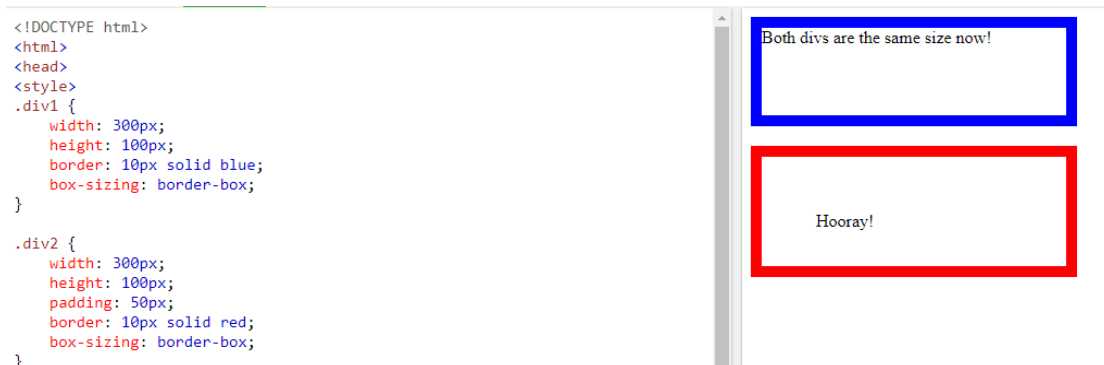 <!DOCTYPE html>
<html>
<head>
<style>
.div1 {
    width: 300px;
    height: 100px;
    border: 10px solid blue;
    box-sizing: border-box;
}

.div2 {
    width: 300px;
    height: 100px;
    padding: 50px;
    border: 10px solid red;
    box-sizing: border-box;
}
Both divs are the same size now!
Hooray!